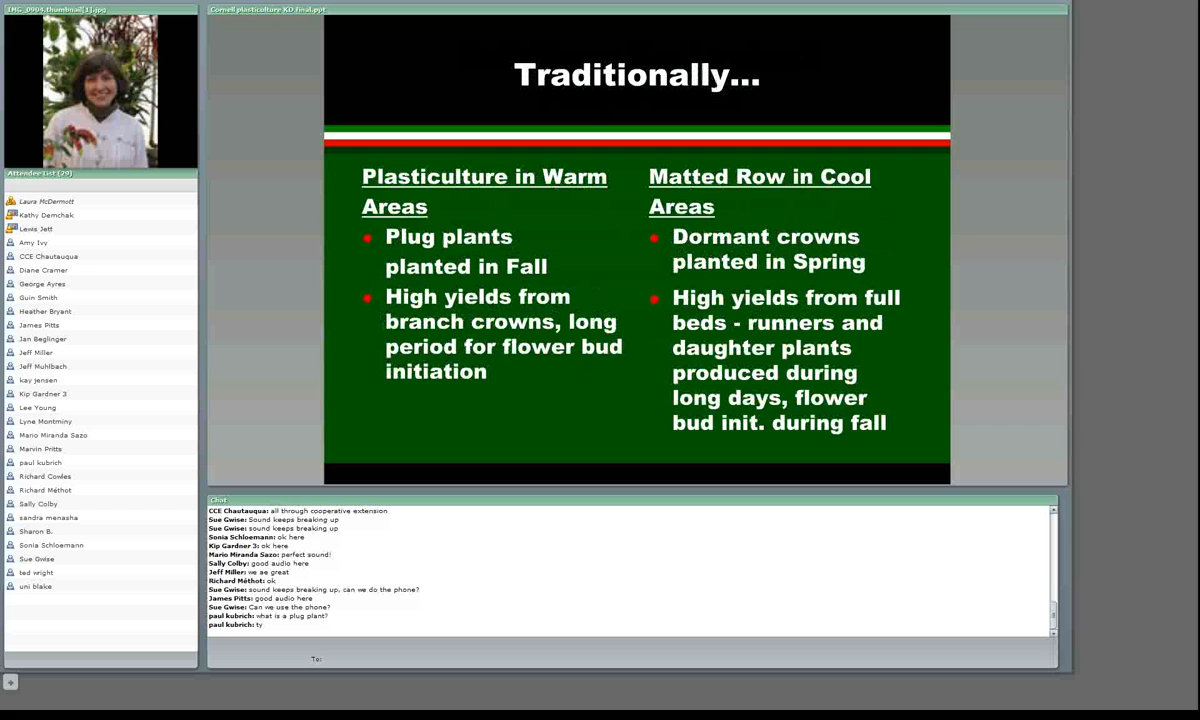 IMG_0904.thumbnail[1].jpg
Cornell plasticulture KD final.ppt
Traditionally...
Plasticulture in Warm
Areas
Plug plants
planted in Fall
High yields from
branch crowns, long
period for flower bud
initiation
Matted Row in Cool
Areas
Dormant crowns
planted in Spring
High yields from full
beds - runners and
daughter plants
produced during
long days, flower
bud init. during fall
Attendee List (29)
Laura McDermott
Kathy Demchak
Lewis Jett
Amy Ivy
CCE Chautauqua
Diane Cramer
George Ayres
Guin Smith
Heather Bryant
James Pitts
Jan Beglinger
Jeff Miller
Jeff Muhlbach
kay jensen
Kip Gardner 3
Lee Young
Lyne Montminy
Mario Miranda Sazo
Marvin Pritts
paul kubrich
Richard Cowles
Richard Méthot
Sally Colby
sandra menasha
Sharon B.
Sonia Schloemann
Sue Gwise
ted wright
uni blake
Chat
CCE Chautauqua: all through cooperative extension
Sue Gwise: Sound keeps breaking up
Sue Gwise: sound keeps breaking up
Sonia Schloemann: ok here
Kip Gardner 3: ok here
Mario Miranda Sazo: perfect sound!
Sally Colby: good audio here
Jeff Miller: we ae great
Richard Méthot: ok
Sue Gwise: sound keeps breaking up, can we do the phone?
James Pitts: good audio here
Sue Gwise: Can we use the phone?
paul kubrich: what is a plug plant?
paul kubrich: ty
To: